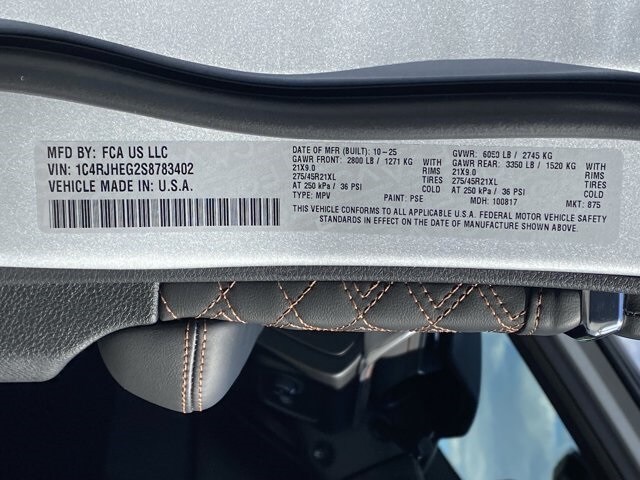 MFD BY: FCA US LLC
VIN: 1C4RJHEG2S8783402
VEHICLE MADE IN U.S.A.
DATE OF MFR (BUILT): 10-25 GVWR: 6053 LB / 2745 KG
GAWR FRONT: 2800 LB / 1271 KG WITH GAWR REAR: 3350 LB / 1520 KG WITH
21X9.0 RIMS 21X9.0 RIMS
275/45R21XL TIRES 275/45R21XL TIRES
AT 250 kPa / 36 PSI COLD AT 250 kPa / 36 PSI COLD
TYPE: MPV PAINT: PSE MDH: 100817 MKT: 875
THIS VEHICLE CONFORMS TO ALL APPLICABLE U.S.A. FEDERAL MOTOR VEHICLE SAFETY
STANDARDS IN EFFECT ON THE DATE OF MANUFACTURE SHOWN ABOVE.